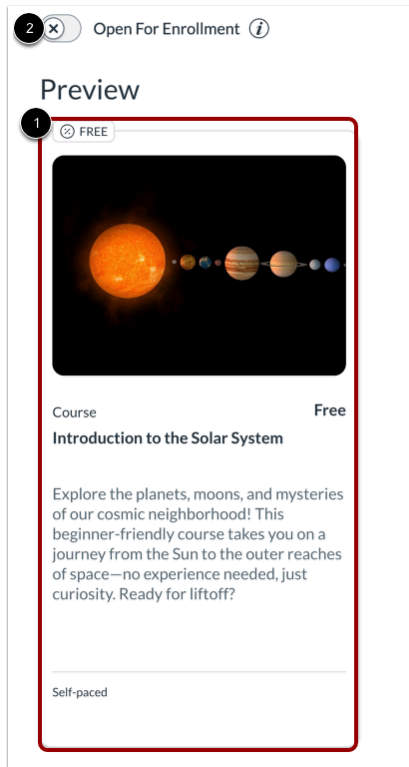 2 Open For Enrollment i
Preview
1
FREE
Course Free
Introduction to the Solar System
Explore the planets, moons, and mysteries
of our cosmic neighborhood! This
beginner-friendly course takes you on a
journey from the Sun to the outer reaches
of space—no experience needed, just
curiosity. Ready for liftoff?
Self-paced